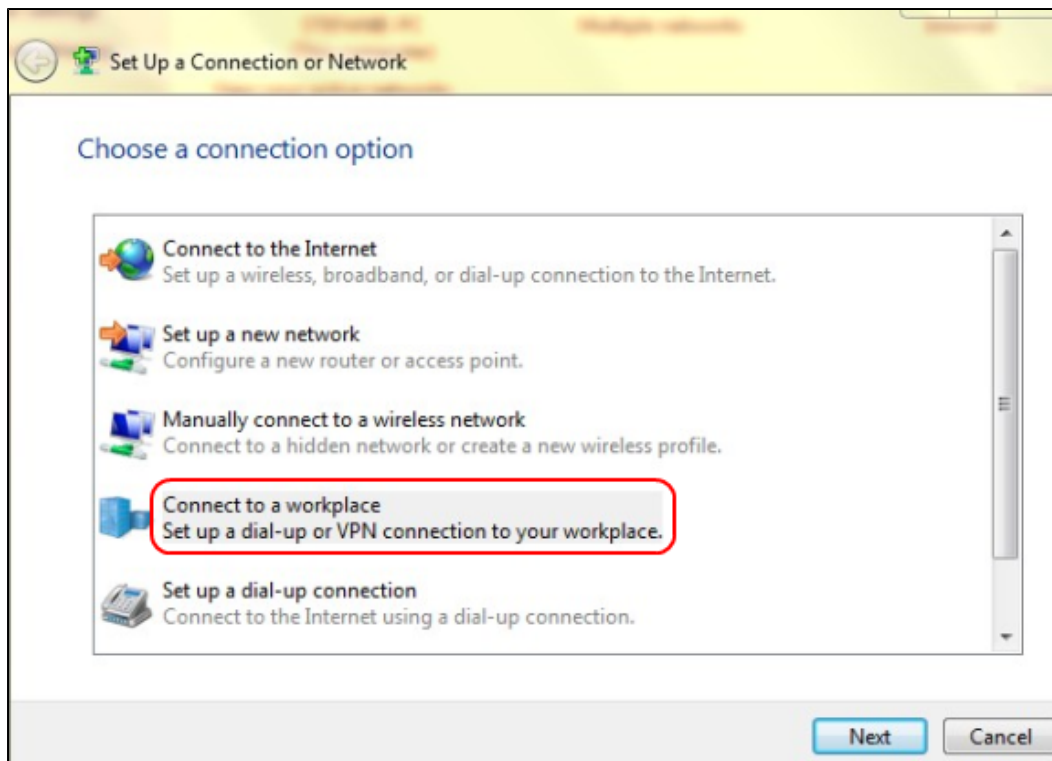 Multiple networks
Set Up a Connection or Network
Choose a connection option
Connect to the Internet
Set up a wireless, broadband, or dial-up connection to the Internet.
Set up a new network
Configure a new router or access point.
Manually connect to a wireless network
Connect to a hidden network or create a new wireless profile.
Connect to a workplace
Set up a dial-up or VPN connection to your workplace.
Set up a dial-up connection
Connect to the Internet using a dial-up connection.
Next
Cancel